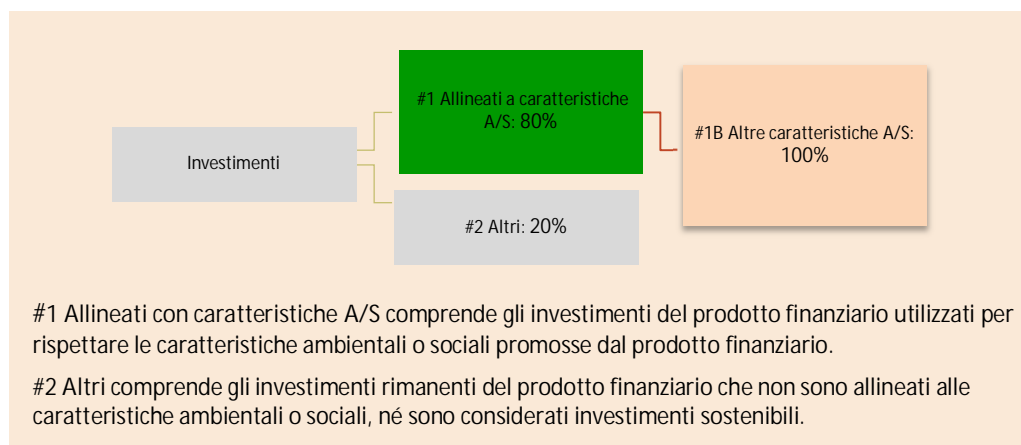 #1 Allineati a caratteristiche
A/S: 80%
#1B Altre caratteristiche A/S:
100%
Investimenti
#2 Altri: 20%
#1 Allineati con caratteristiche A/S comprende gli investimenti del prodotto finanziario utilizzati per
rispettare le caratteristiche ambientali o sociali promosse dal prodotto finanziario.
#2 Altri comprende gli investimenti rimanenti del prodotto finanziario che non sono allineati alle
caratteristiche ambientali o sociali, né sono considerati investimenti sostenibili.